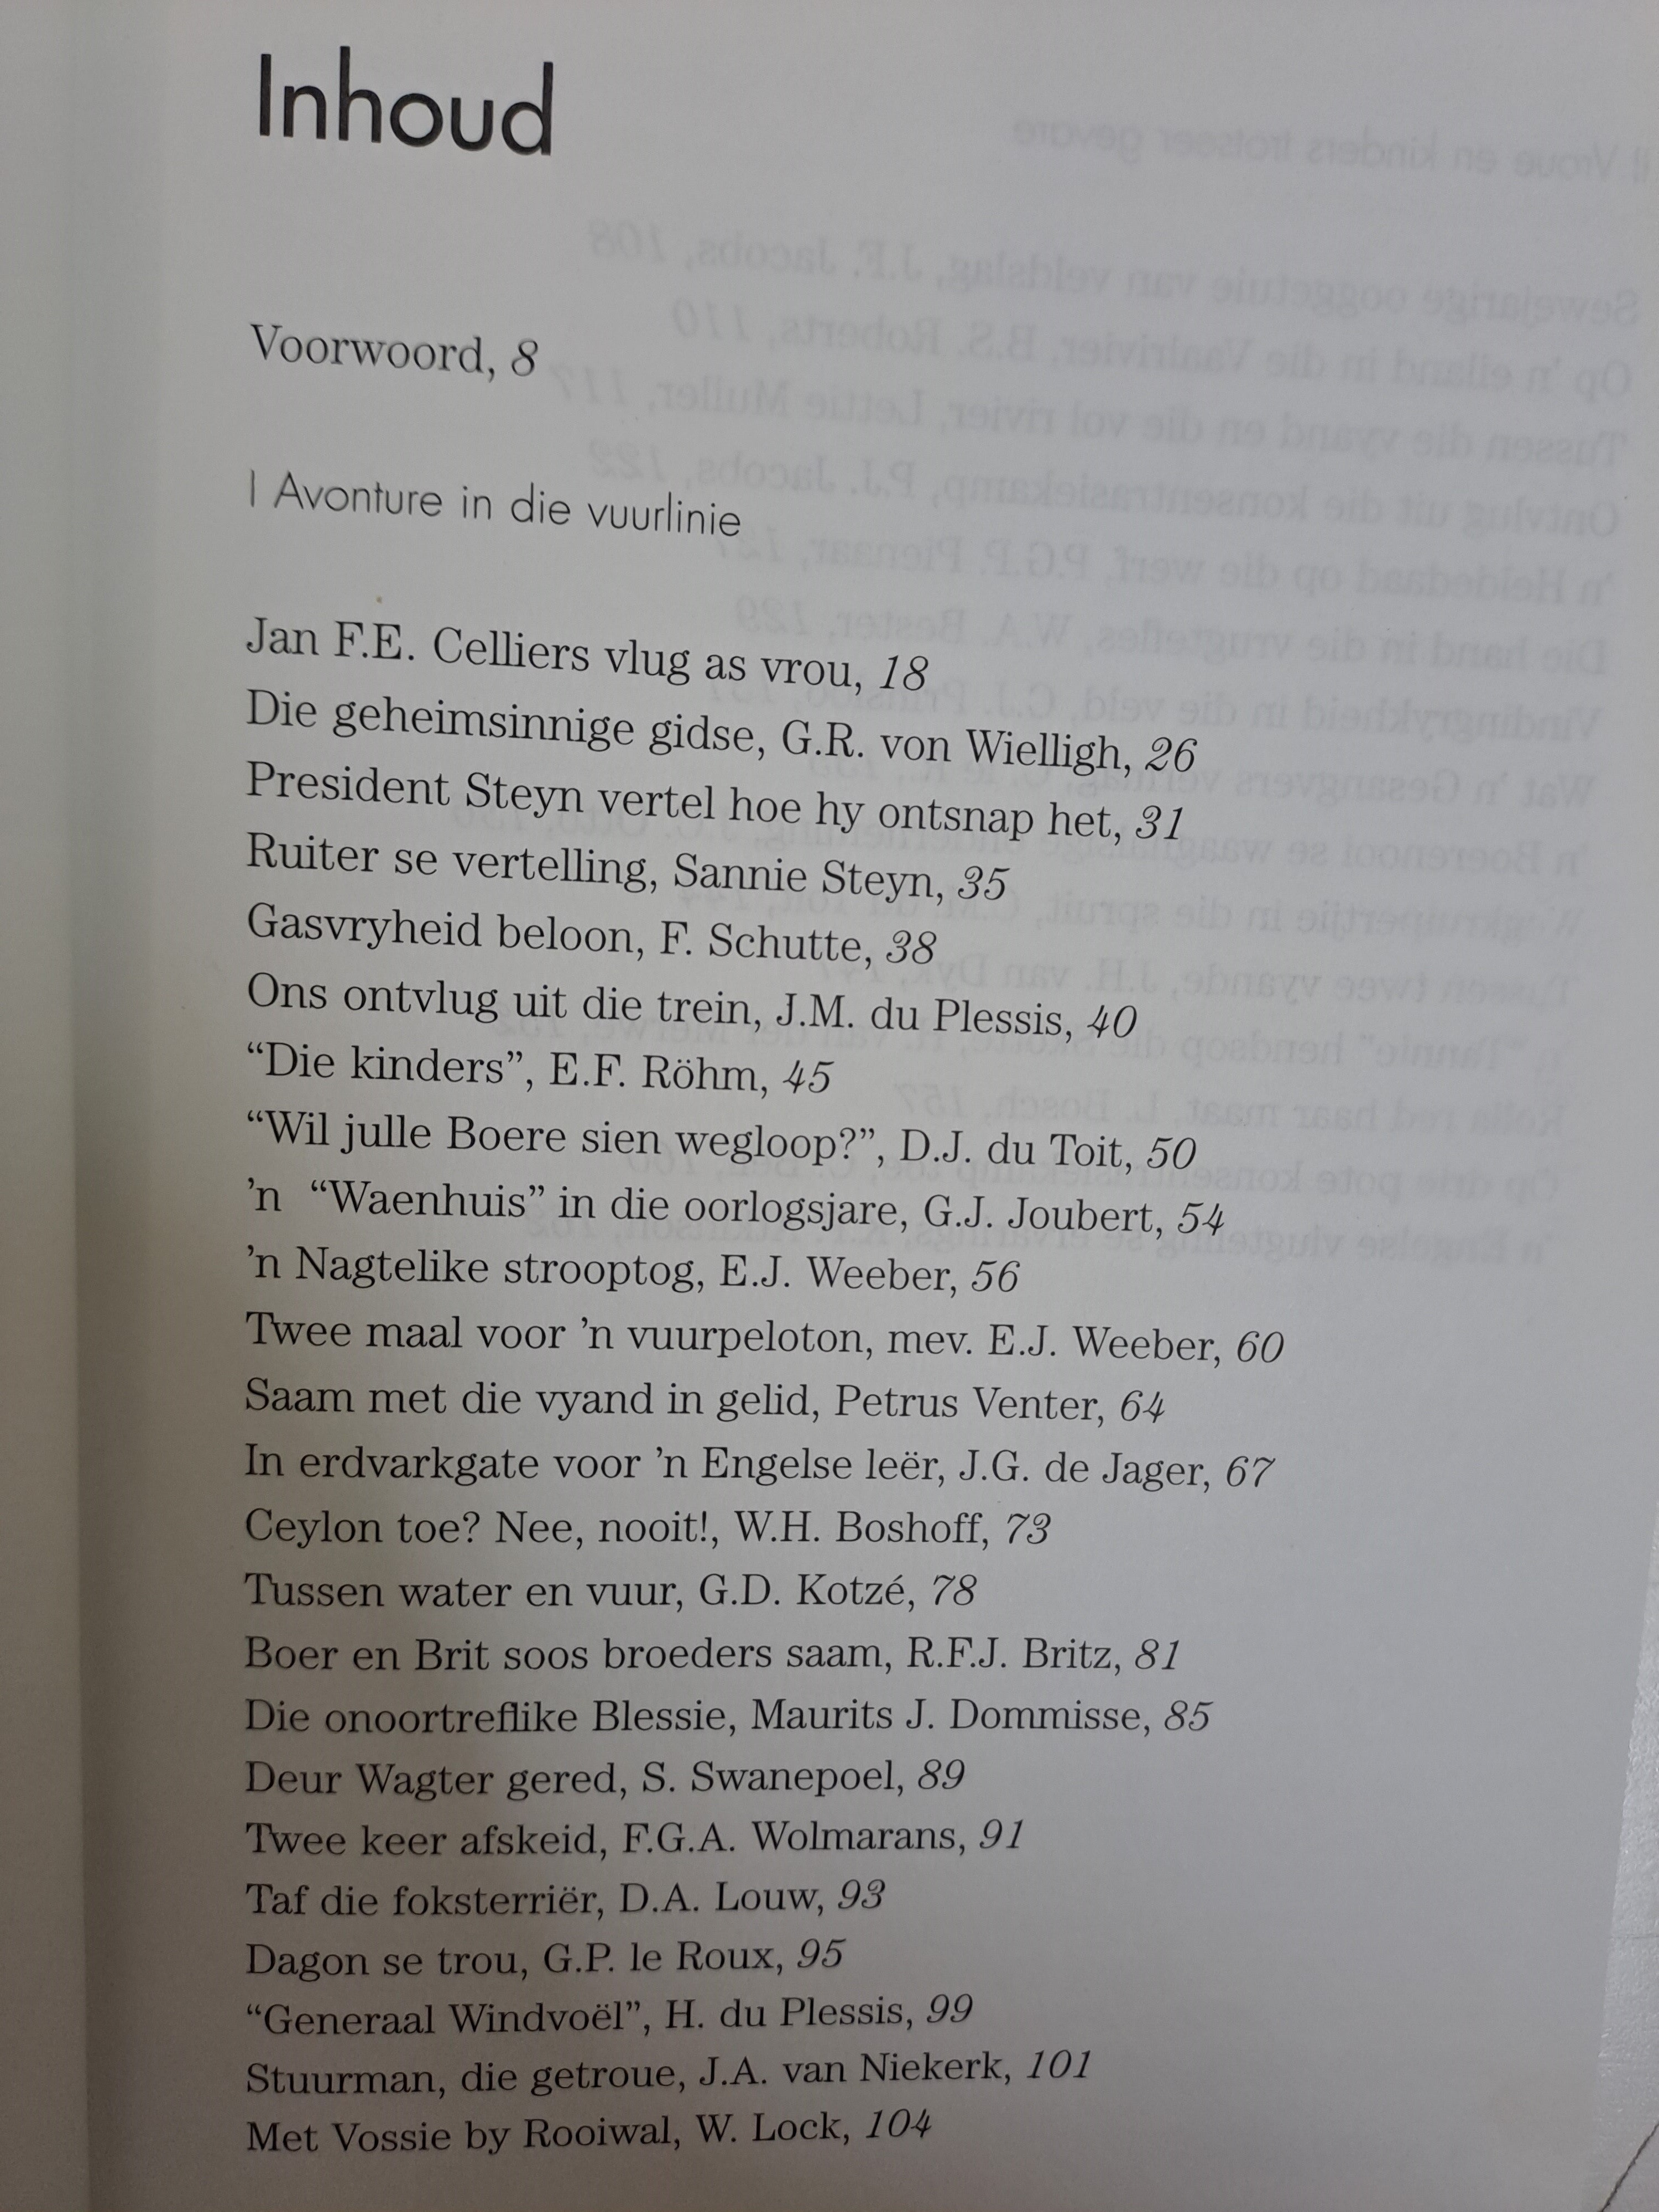 Inhoud
Voorwoord, 8
I Avonture in die vuurlinie
Jan F.E. Celliers vlug as vrou, 18
Die geheimsinnige gidse, G.R. von Wielligh, 26
President Steyn vertel hoe hy ontsnap het, 31
Ruiter se vertelling, Sannie Steyn, 35
Gasvryheid beloon, F. Schutte, 38
Ons ontvlug uit die trein, J.M. du Plessis, 40
“Die kinders”, E.F. Röhm, 45
“Wil julle Boere sien wegloop?”, D.J. du Toit, 50
’n “Waenhuis” in die oorlogsjare, G.J. Joubert, 54
’n Nagtelike strooptog, E.J. Weeber, 56
Twee maal voor ’n vuurpeloton, mev. E.J. Weeber, 60
Saam met die vyand in gelid, Petrus Venter, 64
In erdvarkgate voor ’n Engelse leër, J.G. de Jager, 67
Ceylon toe? Nee, nooit!, W.H. Boshoff, 73
Tussen water en vuur, G.D. Kotzé, 78
Boer en Brit soos broeders saam, R.F.J. Britz, 81
Die onoortreflike Blessie, Maurits J. Dommisse, 85
Deur Wagter gered, S. Swanepoel, 89
Twee keer afskeid, F.G.A. Wolmarans, 91
Taf die foksterriër, D.A. Louw, 93
Dagon se trou, G.P. le Roux, 95
“Generaal Windvoël”, H. du Plessis, 99
Stuurman, die getroue, J.A. van Niekerk, 101
Met Vossie by Rooiwal, W. Lock, 104